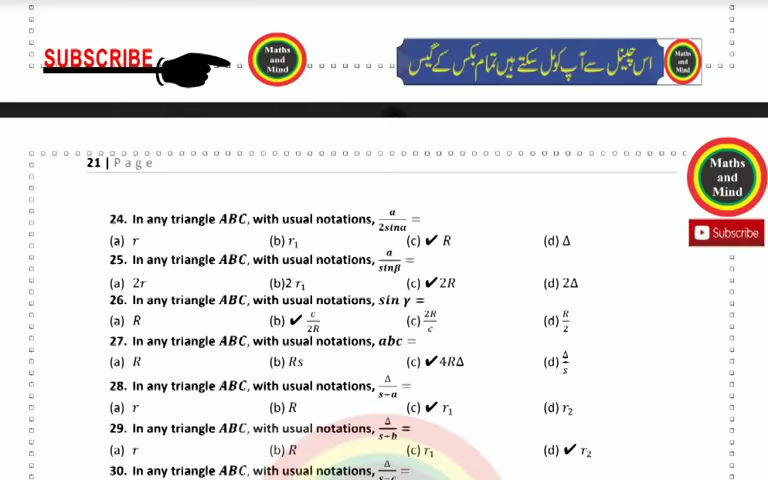 SUBSCRIBE
Maths
and
Mind
اس چینل سے آپ کو مل سکتے ہیں تمام بکس کے گیس
Maths
and
Mind
21 | Page
Maths
and
Mind
Subscribe
24. In any triangle ABC, with usual notations, a/2sinα =
(a) r (b) r₁ (c) ✔ R (d) Δ
25. In any triangle ABC, with usual notations, a/sinβ =
(a) 2r (b)2 r₁ (c) ✔2R (d) 2Δ
26. In any triangle ABC, with usual notations, sin γ =
(a) R (b) ✔ c/2R (c) 2R/c (d) R/2
27. In any triangle ABC, with usual notations, abc =
(a) R (b) Rs (c) ✔4RΔ (d) Δ/s
28. In any triangle ABC, with usual notations, Δ/s−a =
(a) r (b) R (c) ✔ r₁ (d) r₂
29. In any triangle ABC, with usual notations, Δ/s−b =
(a) r (b) R (c) r₁ (d) ✔ r₂
30. In any triangle ABC, with usual notations, Δ/s−c =